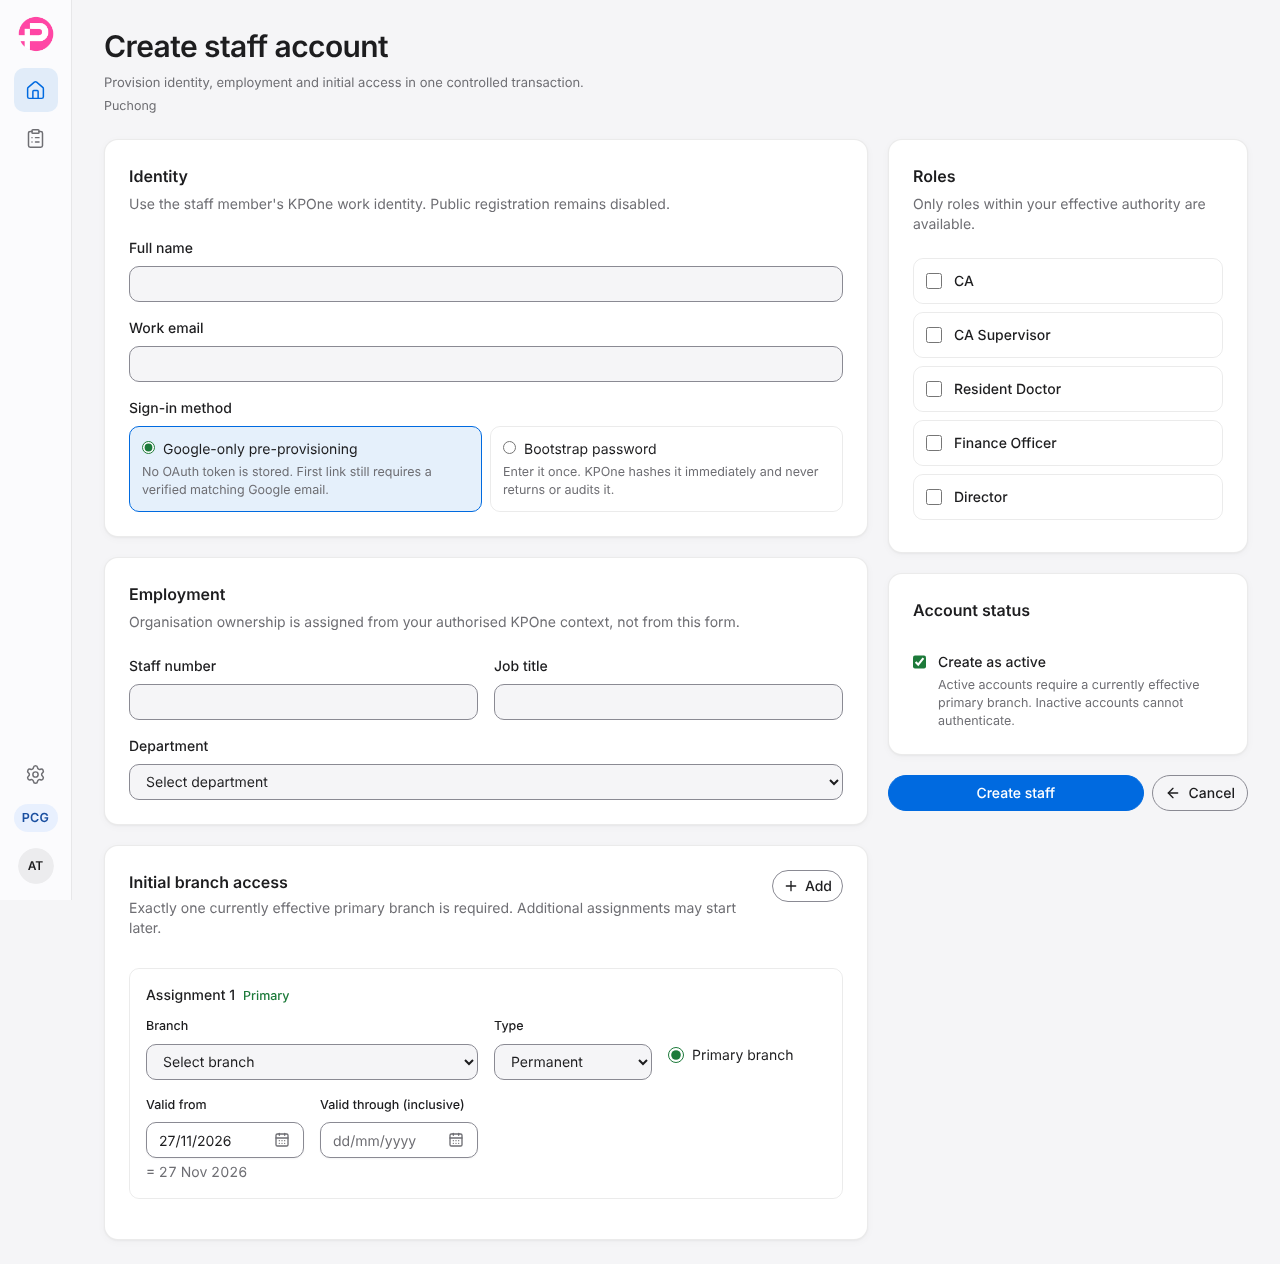 Create staff account
Provision identity, employment and initial access in one controlled transaction.
Puchong
Identity
Use the staff member's KPOne work identity. Public registration remains disabled.
Full name
Work email
Sign-in method
Google-only pre-provisioning
No OAuth token is stored. First link still requires a
verified matching Google email.
Bootstrap password
Enter it once. KPOne hashes it immediately and never
returns or audits it.
Employment
Organisation ownership is assigned from your authorised KPOne context, not from this form.
Staff number
Job title
Department
Select department
Initial branch access
Exactly one currently effective primary branch is required. Additional assignments may start
later.
Add
Assignment 1 Primary
Branch
Select branch
Type
Permanent
Primary branch
Valid from
27/11/2026
= 27 Nov 2026
Valid through (inclusive)
dd/mm/yyyy
Roles
Only roles within your effective authority are
available.
CA
CA Supervisor
Resident Doctor
Finance Officer
Director
Account status
Create as active
Active accounts require a currently effective
primary branch. Inactive accounts cannot
authenticate.
Create staff
Cancel
PCG
AT